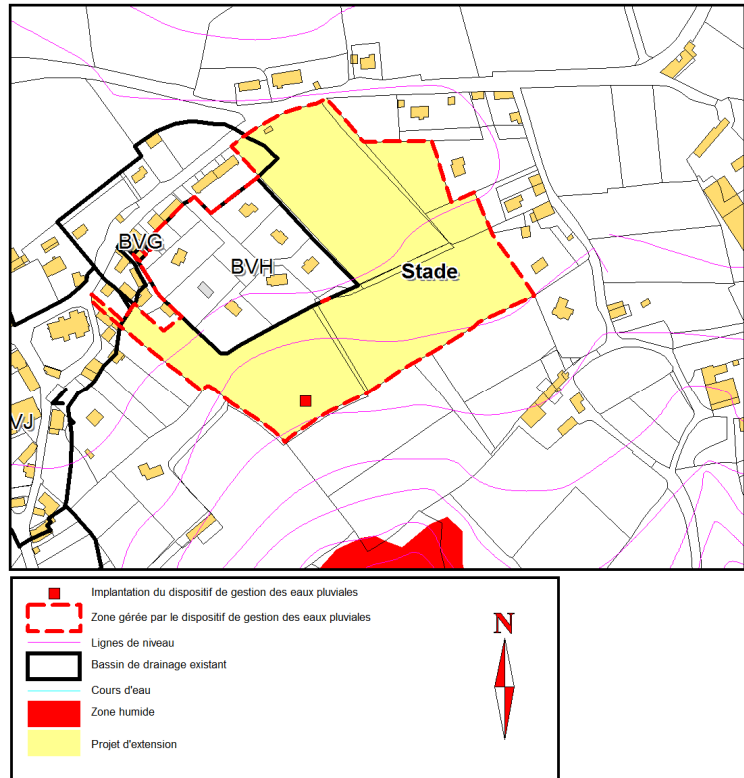 BVG
BVH
Stade
VJ
Implantation du dispositif de gestion des eaux pluviales
Zone gérée par le dispositif de gestion des eaux pluviales
Lignes de niveau
Bassin de drainage existant
Cours d'eau
Zone humide
Projet d'extension
N